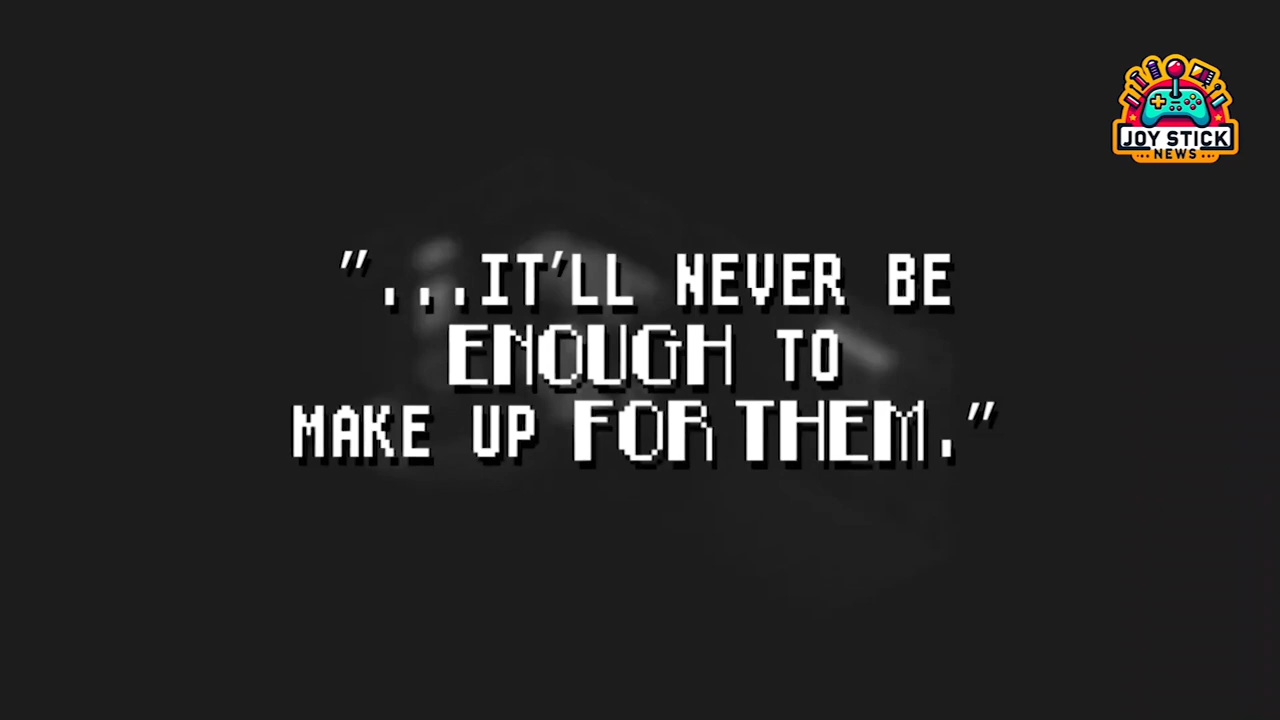 JOY STICK
NEWS
"...IT'LL NEVER BE
ENOUGH TO
MAKE UP FOR THEM."